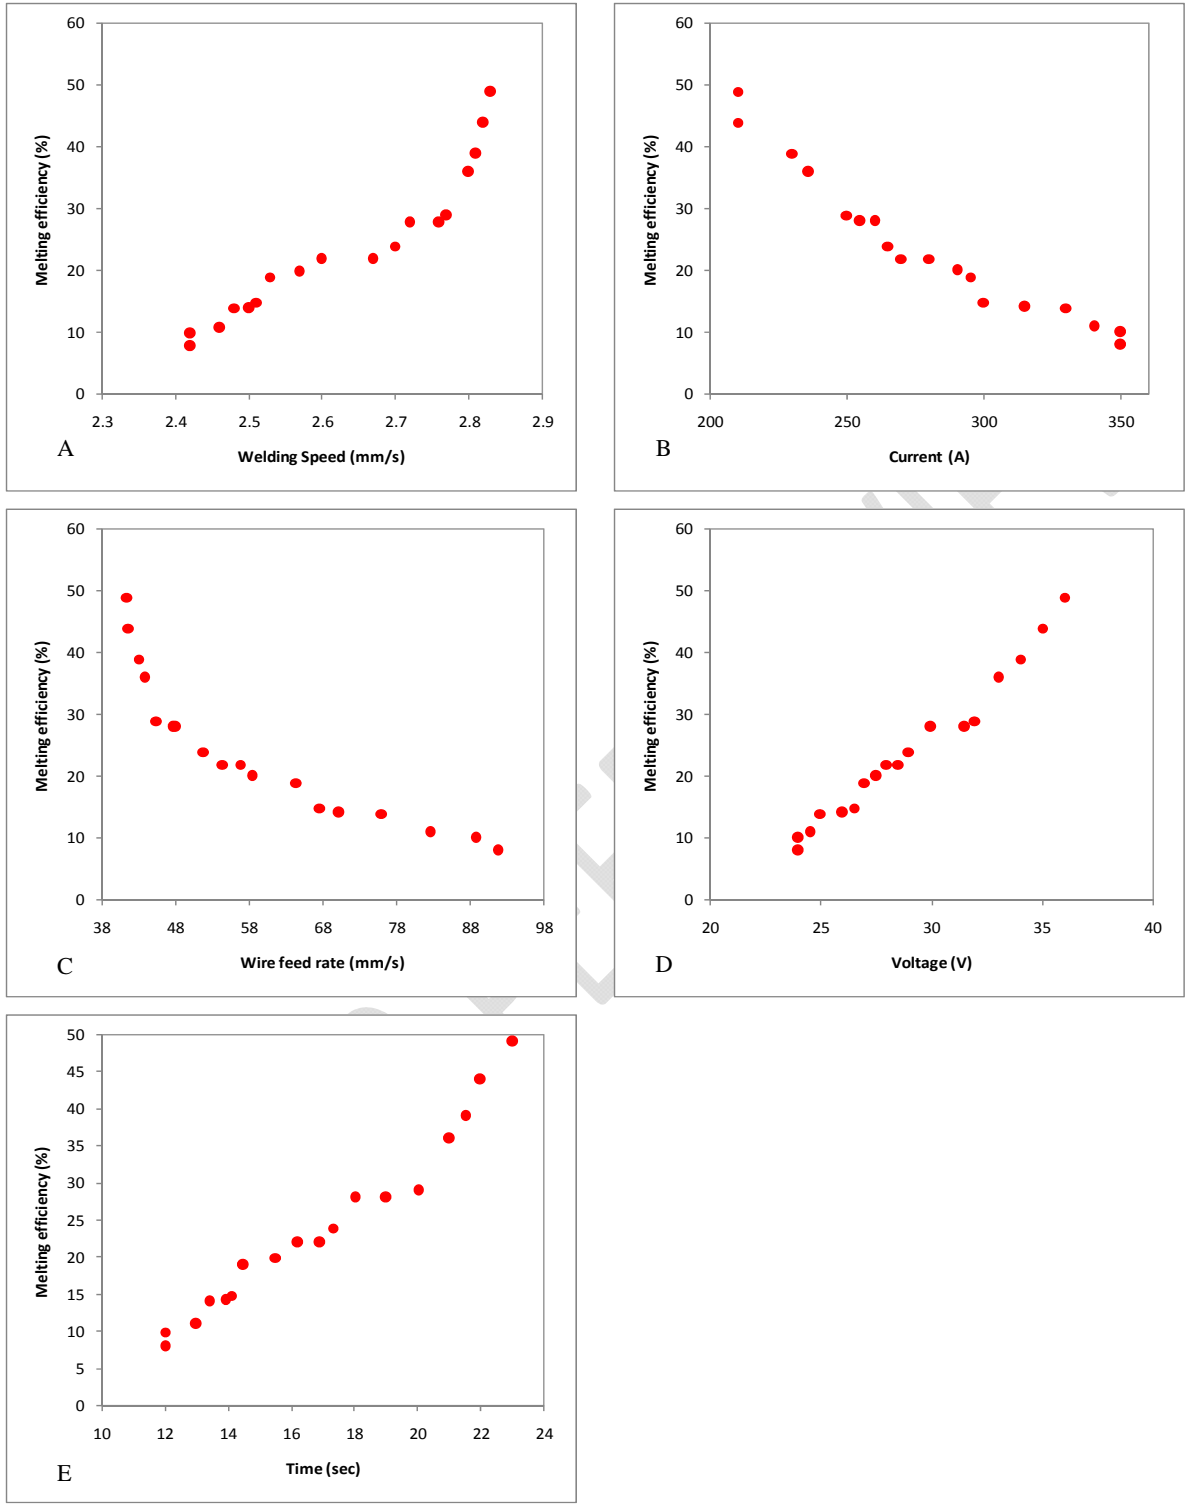 60
50
40
30
20
10
0
Melting efficiency (%)
2.3 2.4 2.5 2.6 2.7 2.8 2.9
A
Welding Speed (mm/s)
60
50
40
30
20
10
0
Melting efficiency (%)
200 250 300 350
B
Current (A)
60
50
40
30
20
10
0
Melting efficiency (%)
38 48 58 68 78 88 98
C
Wire feed rate (mm/s)
60
50
40
30
20
10
0
Melting efficiency (%)
20 25 30 35 40
D
Voltage (V)
50
45
40
35
30
25
20
15
10
5
0
Melting efficiency (%)
10 12 14 16 18 20 22 24
E
Time (sec)